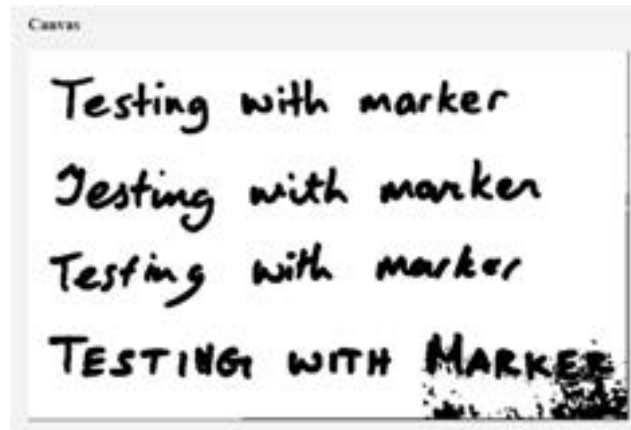 Canvas
Testing with marker
Testing with marker
Testing with marker
TESTING WITH MARKER